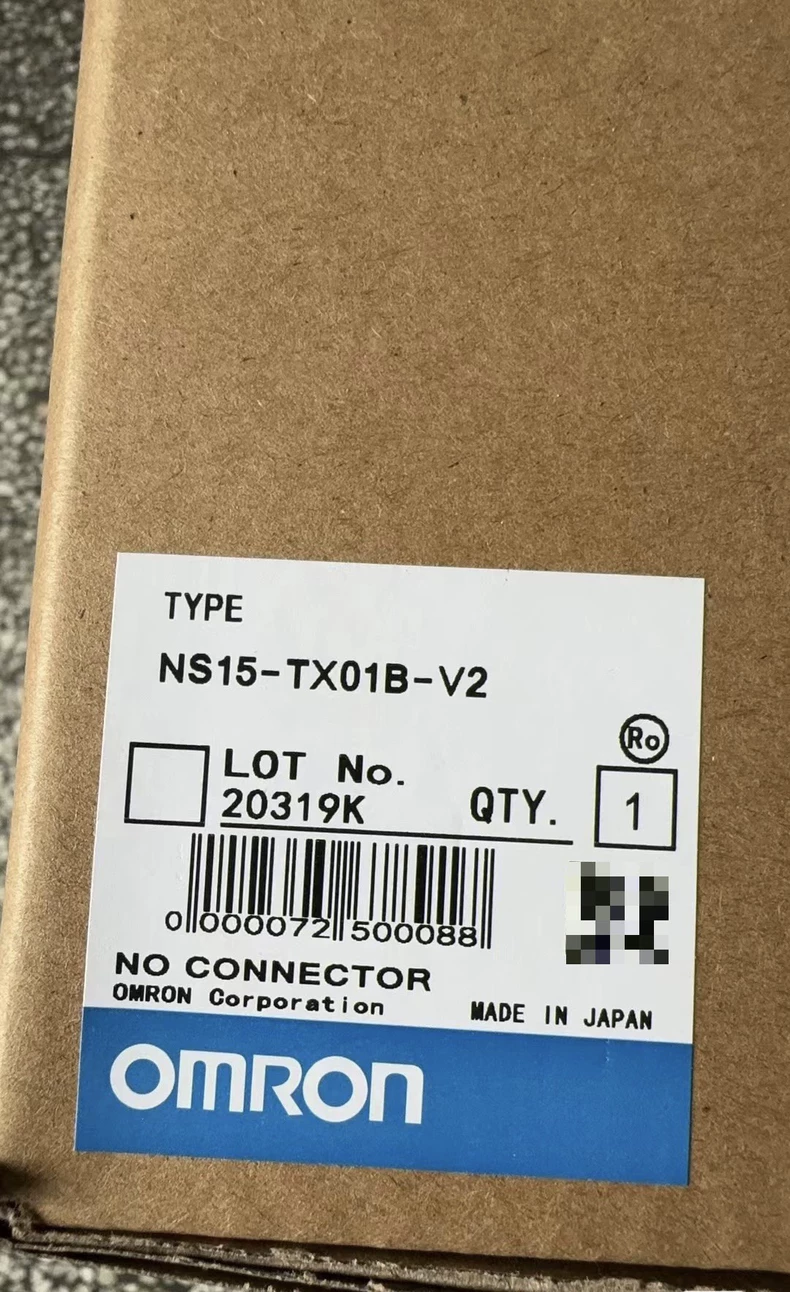 TYPE
NS15-TX01B-V2
Ro
LOT No.
20319K QTY. 1
0 000072 500088
NO CONNECTOR
OMRON Corporation MADE IN JAPAN
OMRON